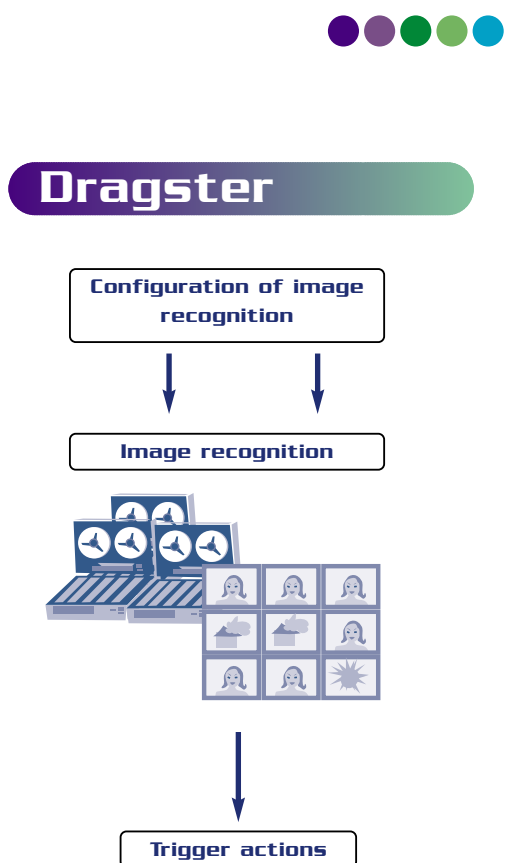 Dragster
Configuration of image
recognition
Image recognition
Trigger actions